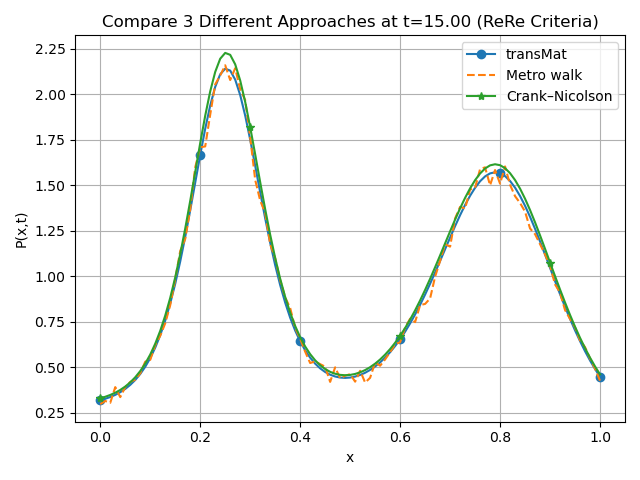 Compare 3 Different Approaches at t=15.00 (ReRe Criteria)
transMat
Metro walk
Crank–Nicolson
P(x,t)
2.25
2.00
1.75
1.50
1.25
1.00
0.75
0.50
0.25
0.0 0.2 0.4 0.6 0.8 1.0
x